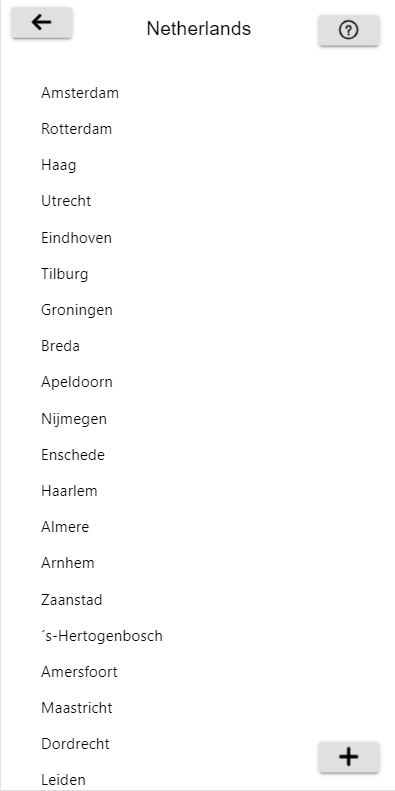 Netherlands
Amsterdam
Rotterdam
Haag
Utrecht
Eindhoven
Tilburg
Groningen
Breda
Apeldoorn
Nijmegen
Enschede
Haarlem
Almere
Arnhem
Zaanstad
´s-Hertogenbosch
Amersfoort
Maastricht
Dordrecht
Leiden